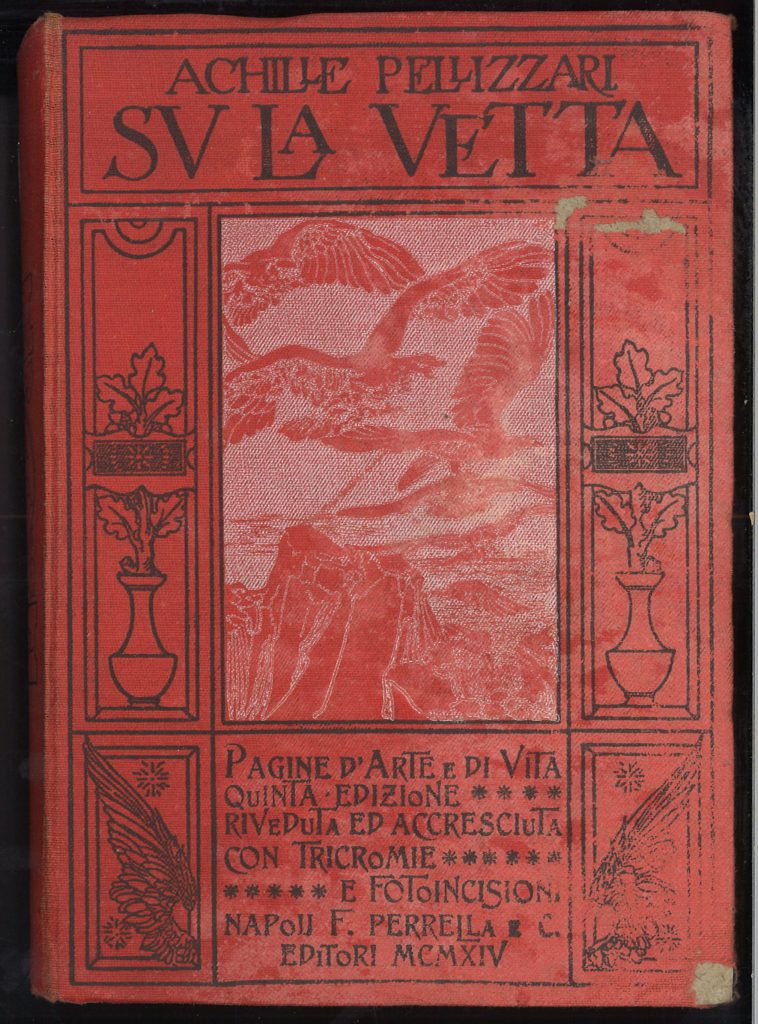 ACHILLE PELLIZZARI
SV LA VETTA
PAGINE D'ARTE E DI VITA
QUINTA · EDIZIONE ****
RIVEDUTA ED ACCRESCIUTA
CON TRICROMIE ******
***** E FOTOINCISIONI
NAPOLI F. PERRELLA E C.
EDITORI MCMXIV